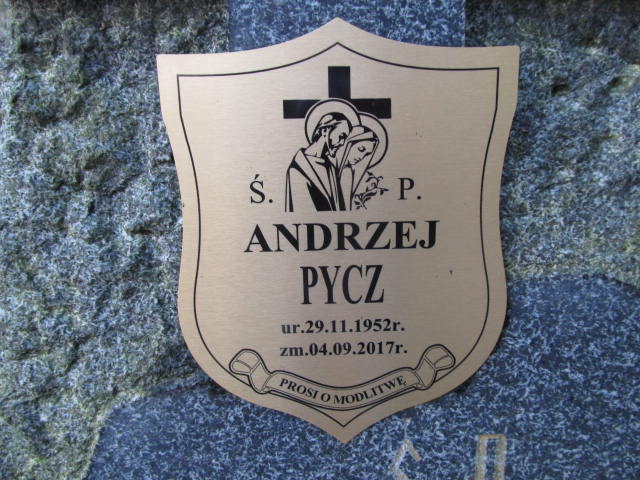 Ś. P.
ANDRZEJ
PYCZ
ur.29.11.1952r.
zm.04.09.2017r.
PROSI O MODLITWĘ